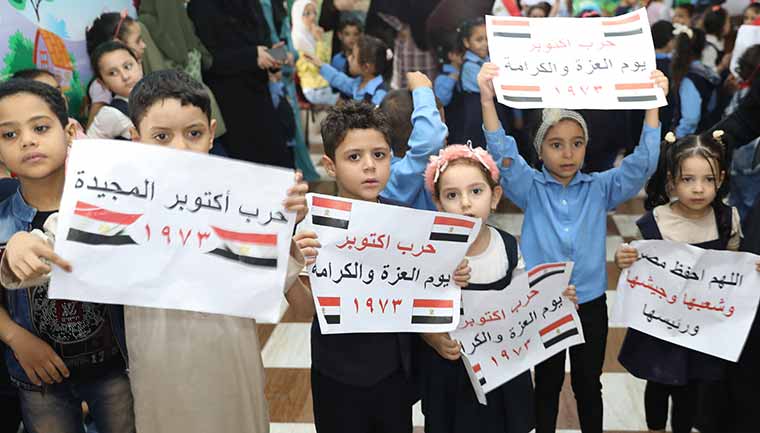 حرب اكتوبر
يوم العزة والكرامة
١٩٧٣
حرب أكتوبر المجيدة
١٩٧٣
حرب اكتوبر
يوم العزة والكرامة
١٩٧٣
حرب اكتوبر
يوم العزة والكرامة
١٩٧٣
اللهم احفظ مصر
وشعبها وجيشها
ورئيسها